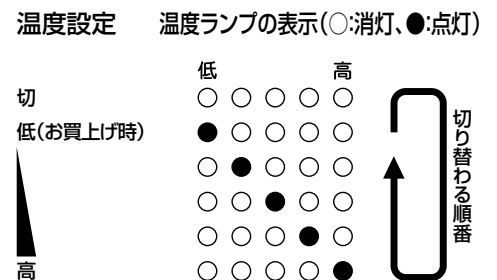 温度設定 温度ランプの表示(○:消灯、●:点灯)
低 高
切 ○ ○ ○ ○ ○
低(お買上げ時) ● ○ ○ ○ ○
○ ● ○ ○ ○
○ ○ ● ○ ○
○ ○ ○ ● ○
高 ○ ○ ○ ○ ●
切り替わる順番